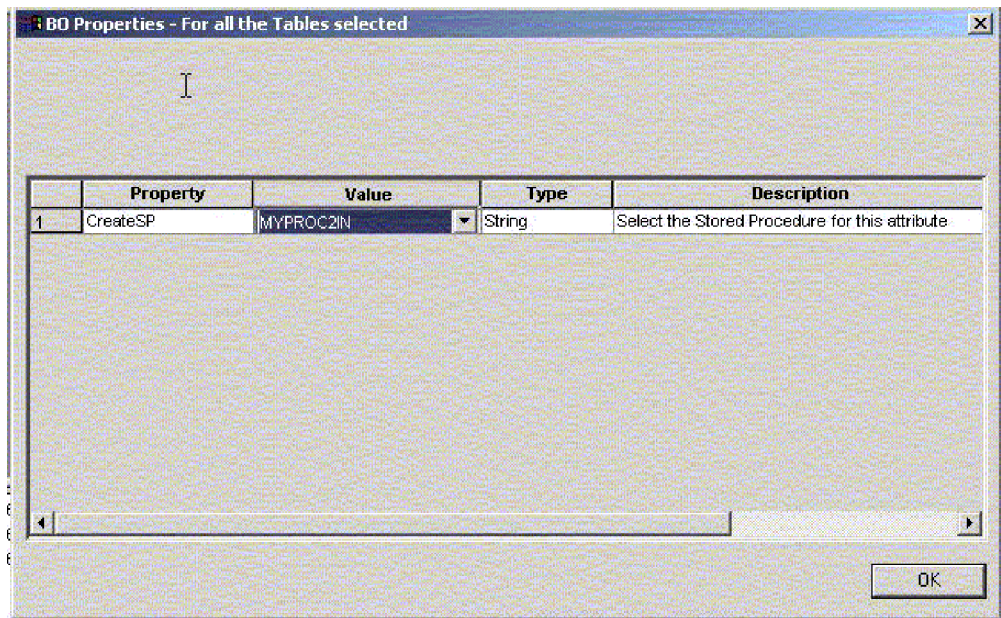 BO Properties - For all the Tables selected
Property Value Type Description
1 CreateSP MYPROC2IN String Select the Stored Procedure for this attribute
OK